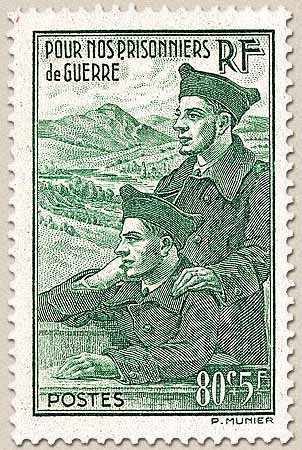 POUR NOS PRISONNIERS RF
de GUERRE
POSTES 80c+5F
P. MUNIER